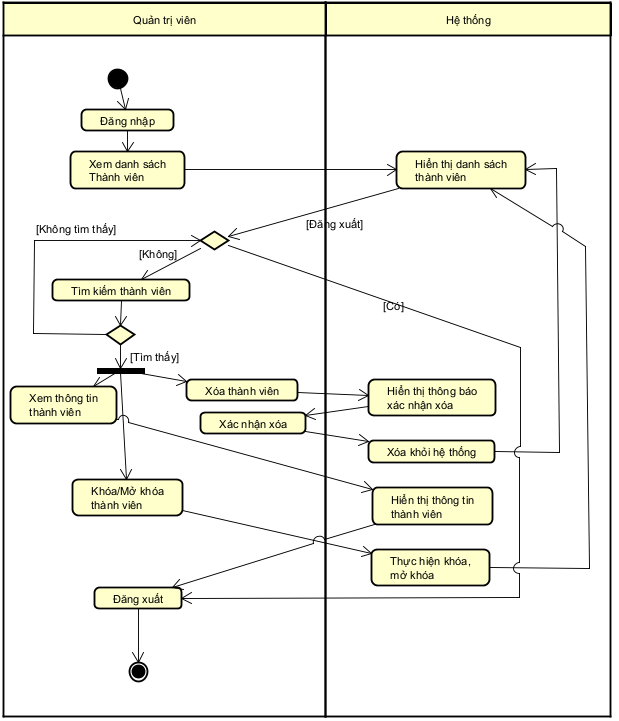 Quản trị viên
Hệ thống
Đăng nhập
Xem danh sách
Thành viên
Hiển thị danh sách
thành viên
[Đăng xuất]
[Không tìm thấy]
[Không]
Tìm kiếm thành viên
[Có]
[Tìm thấy]
Xem thông tin
thành viên
Xóa thành viên
Hiển thị thông báo
xác nhận xóa
Xác nhận xóa
Xóa khỏi hệ thống
Khóa/Mở khóa
thành viên
Hiển thị thông tin
thành viên
Thực hiện khóa,
mở khóa
Đăng xuất